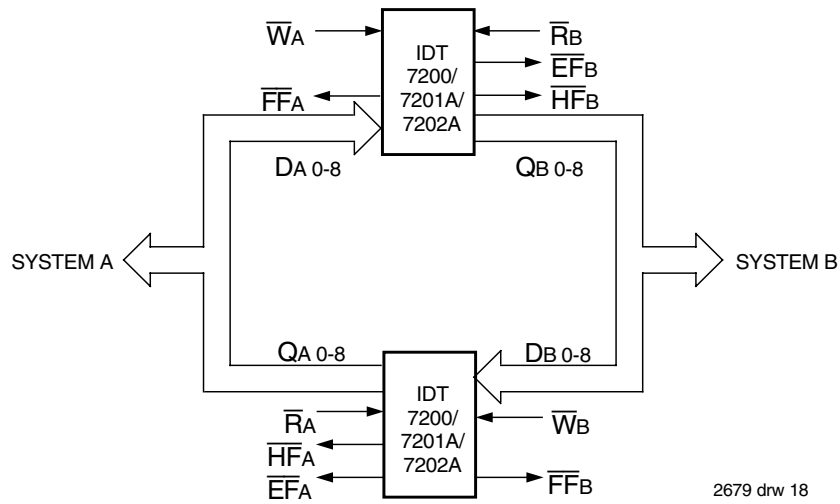 W̅A
IDT
7200/
7201A/
7202A
R̅B
E̅F̅B
F̅F̅A
H̅F̅B
DA 0-8
QB 0-8
SYSTEM A
SYSTEM B
QA 0-8
DB 0-8
IDT
7200/
7201A/
7202A
R̅A
W̅B
H̅F̅A
E̅F̅A
F̅F̅B
2679 drw 18